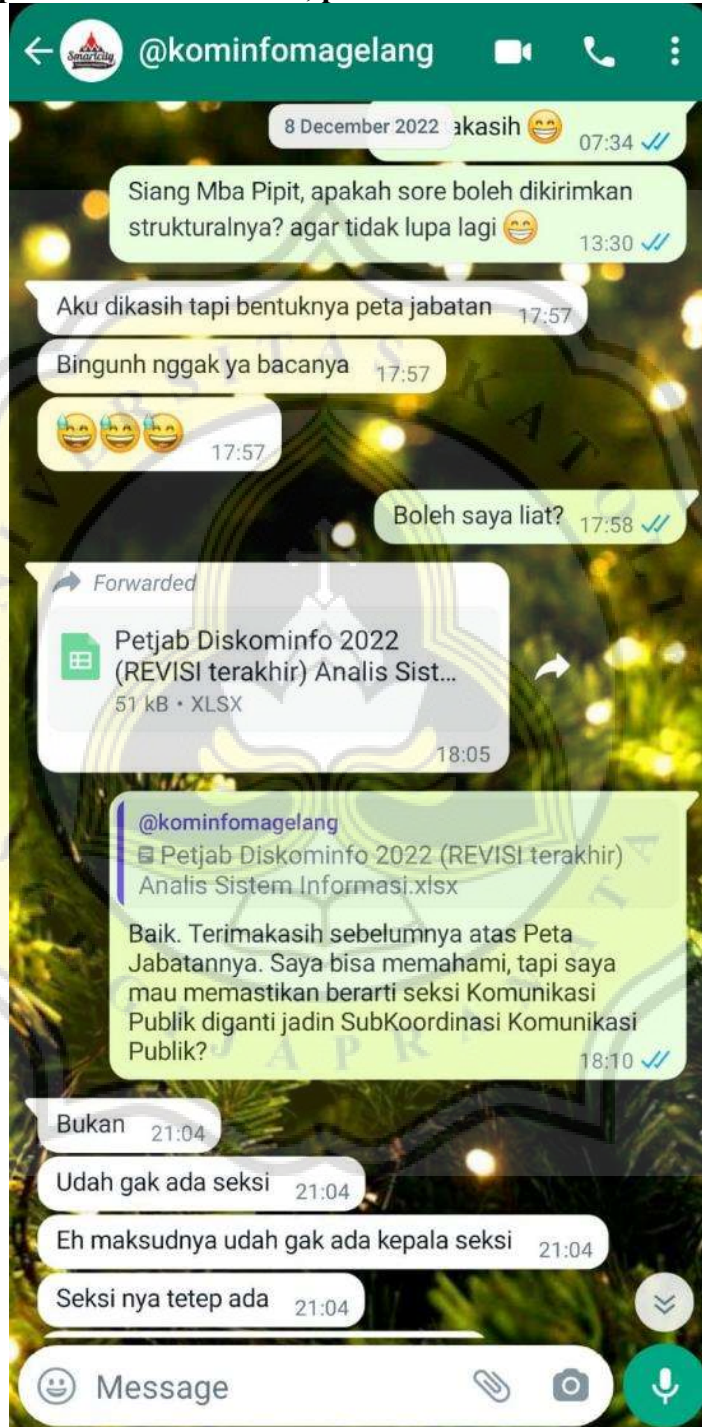 Smartcity
@kominfomagelang
8 December 2022
akasih 😄 07:34
Siang Mba Pipit, apakah sore boleh dikirimkan
strukturalnya? agar tidak lupa lagi 😄
13:30
Aku dikasih tapi bentuknya peta jabatan 17:57
Bingunh nggak ya bacanya 17:57
😅😅😅 17:57
Boleh saya liat? 17:58
Forwarded
Petjab Diskominfo 2022
(REVISI terakhir) Analis Sist...
51 kB • XLSX
18:05
@kominfomagelang
Petjab Diskominfo 2022 (REVISI terakhir)
Analis Sistem Informasi.xlsx
Baik. Terimakasih sebelumnya atas Peta
Jabatannya. Saya bisa memahami, tapi saya
mau memastikan berarti seksi Komunikasi
Publik diganti jadin SubKoordinasi Komunikasi
Publik?
18:10
Bukan 21:04
Udah gak ada seksi 21:04
Eh maksudnya udah gak ada kepala seksi 21:04
Seksi nya tetep ada 21:04
Message